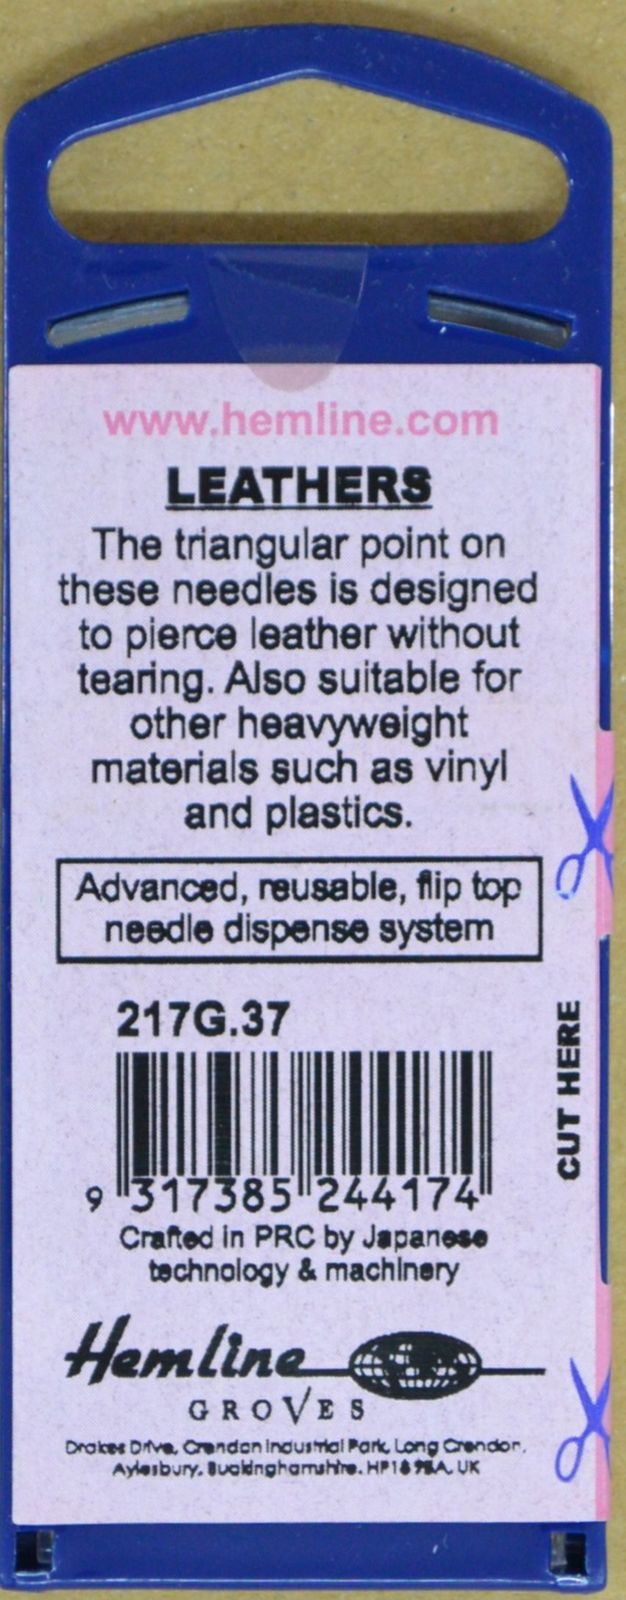 www.hemline.com
LEATHERS
The triangular point on
these needles is designed
to pierce leather without
tearing. Also suitable for
other heavyweight
materials such as vinyl
and plastics.
Advanced, reusable, flip top
needle dispense system
217G.37
9 317385 244174
CUT HERE
Crafted in PRC by Japanese
technology & machinery
Hemline
GROVES
Drakes Drive, Crendon Industrial Park, Long Crendon,
Aylesbury, Buckinghamshire. HP18 9BA. UK